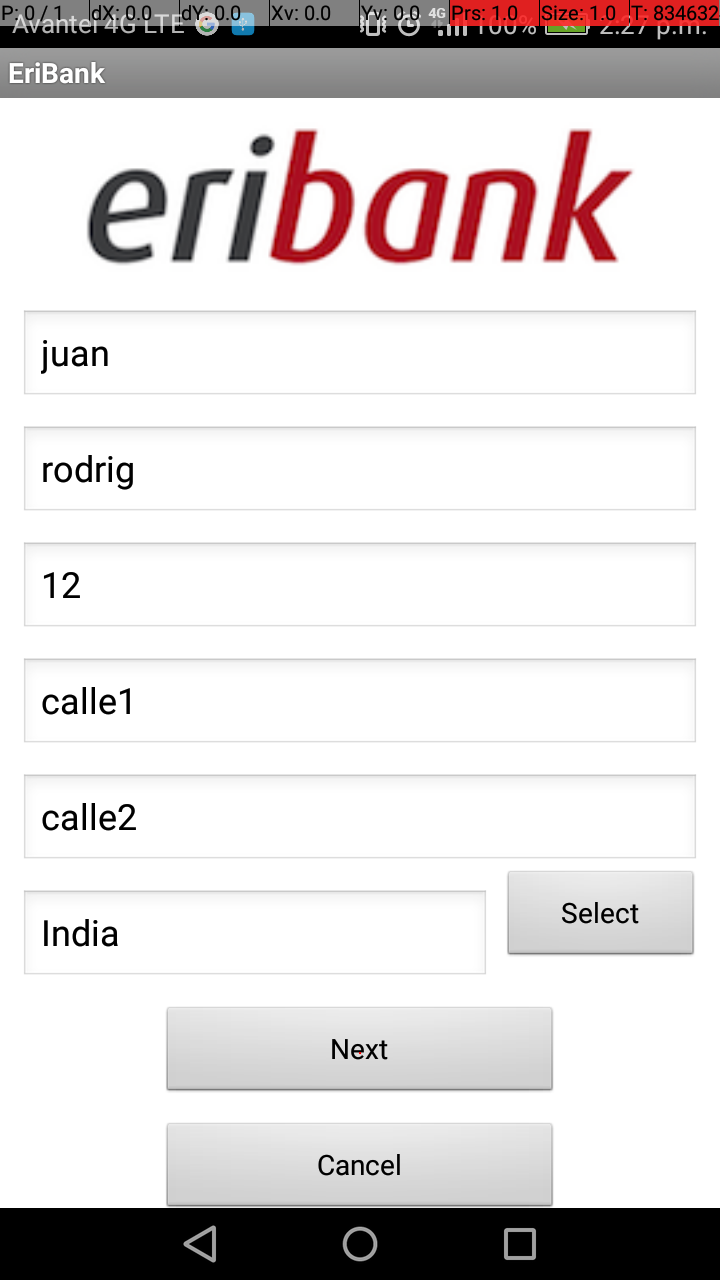 P: 0 / 1 dX: 0.0 dY: 0.0 Xv: 0.0 Yv: 0.0 Prs: 1.0 Size: 1.0 T: 834632
Avantel 4G LTE 4G 100% 2:27 p.m.
EriBank
eribank
juan
rodrig
12
calle1
calle2
India
Select
Next
Cancel